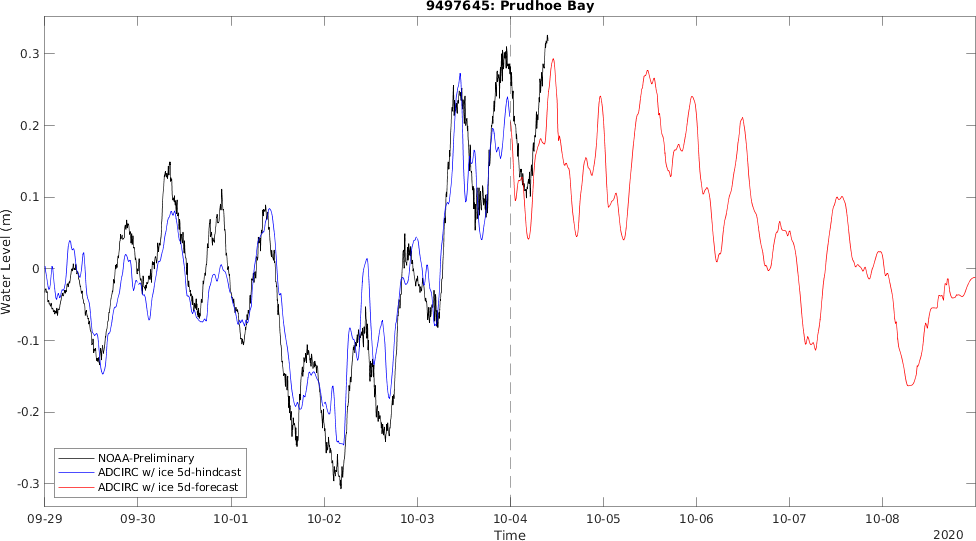 9497645: Prudhoe Bay
Water Level (m)
0.3
0.2
0.1
0
-0.1
-0.2
-0.3
NOAA-Preliminary
ADCIRC w/ ice 5d-hindcast
ADCIRC w/ ice 5d-forecast
09-29 09-30 10-01 10-02 10-03 10-04 10-05 10-06 10-07 10-08
Time
2020